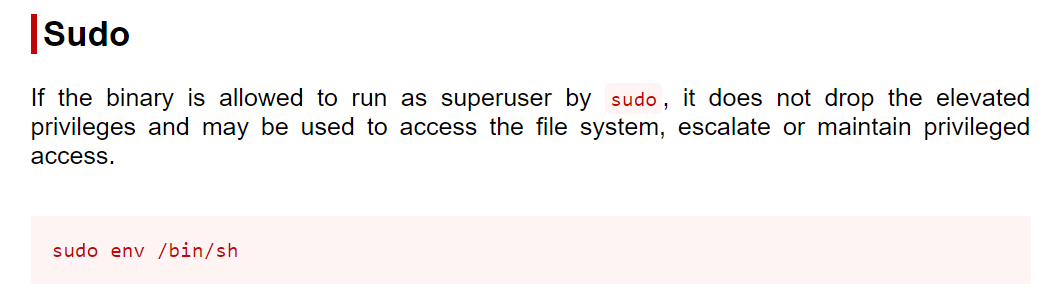 Sudo
If the binary is allowed to run as superuser by sudo, it does not drop the elevated
privileges and may be used to access the file system, escalate or maintain privileged
access.
sudo env /bin/sh